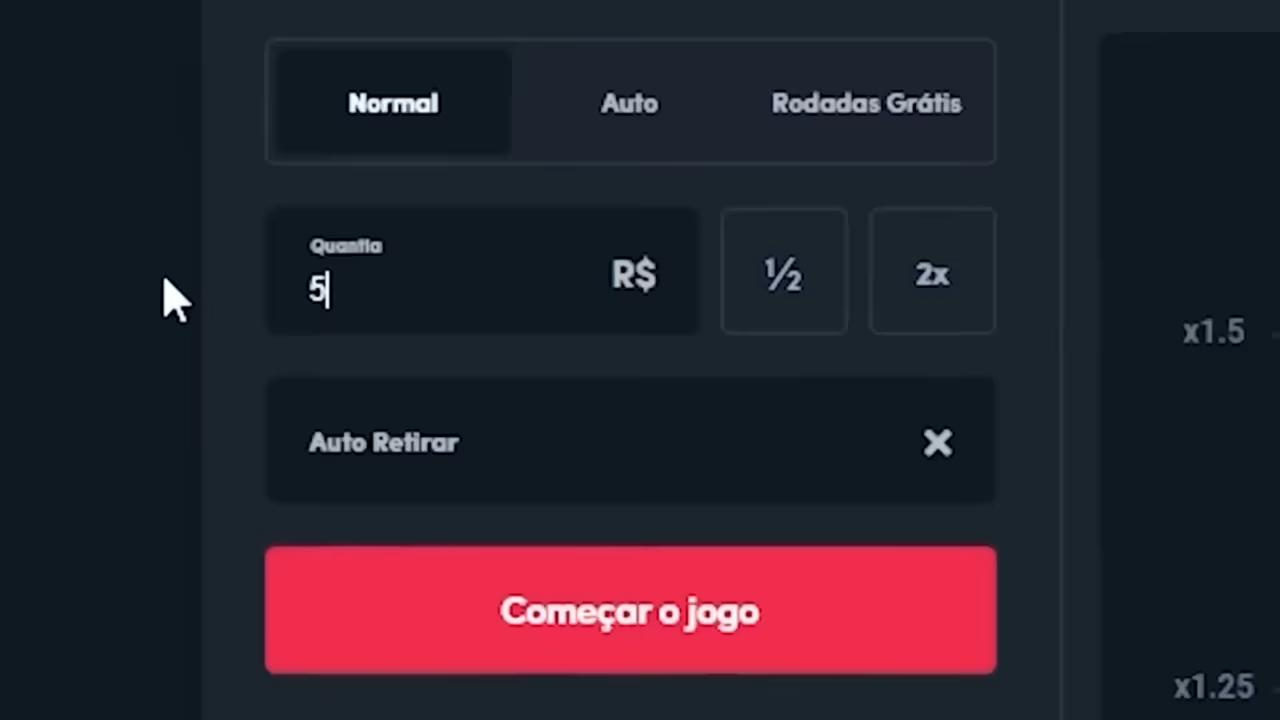 Normal
Auto
Rodadas Grátis
Quantia
5
R$
½
2x
x1.5
Auto Retirar
Começar o jogo
x1.25